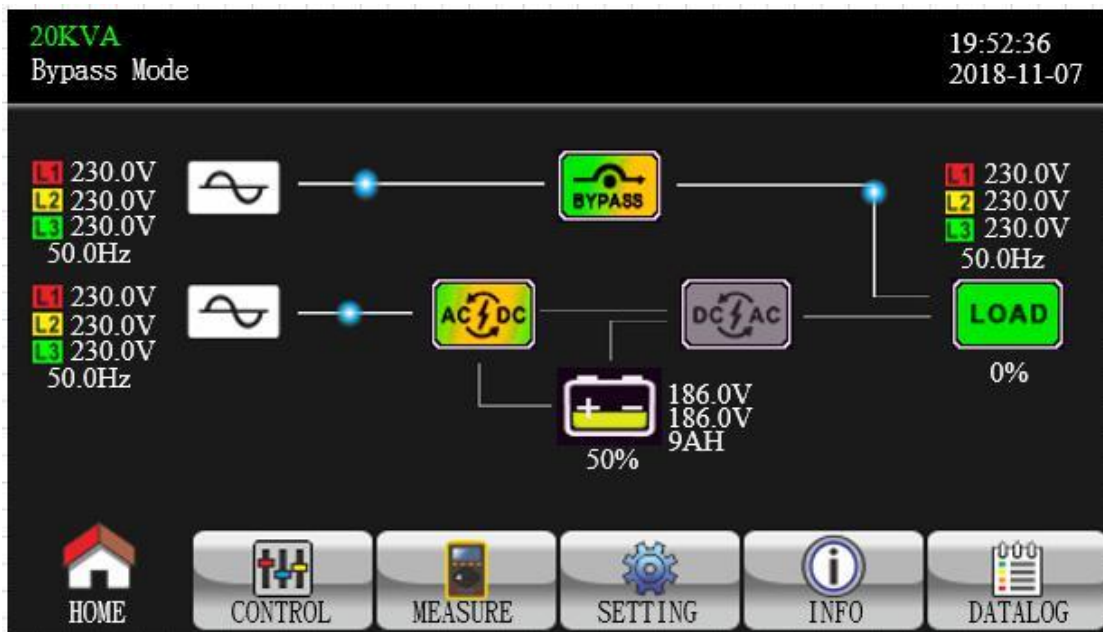 20KVA
Bypass Mode
19:52:36
2018-11-07
L1 230.0V
L2 230.0V
L3 230.0V
50.0Hz
BYPASS
L1 230.0V
L2 230.0V
L3 230.0V
50.0Hz
L1 230.0V
L2 230.0V
L3 230.0V
50.0Hz
AC DC
DC AC
LOAD
0%
186.0V
186.0V
9AH
50%
HOME
CONTROL
MEASURE
SETTING
INFO
DATALOG